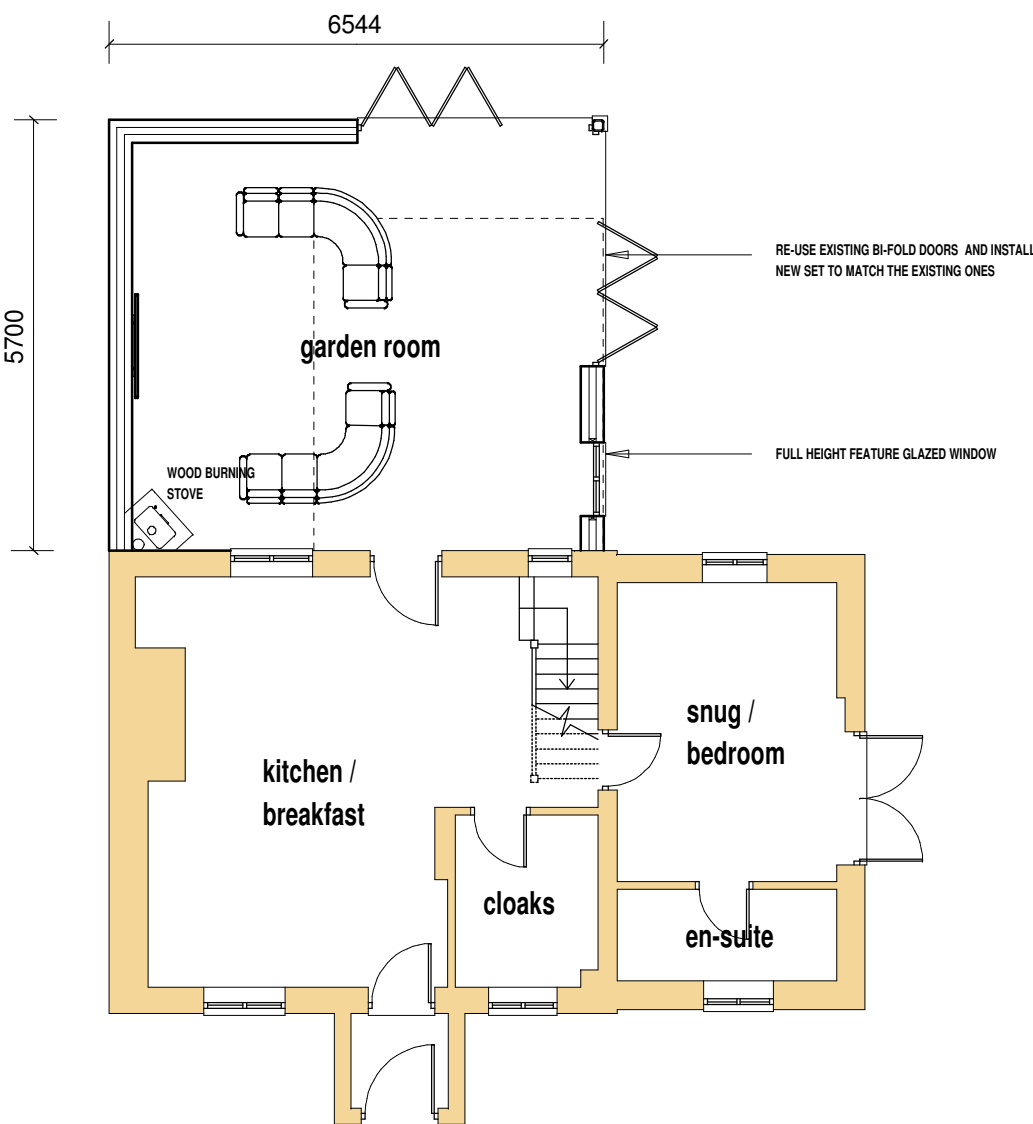 6544
5700
RE-USE EXISTING BI-FOLD DOORS AND INSTALL
NEW SET TO MATCH THE EXISTING ONES
garden room
FULL HEIGHT FEATURE GLAZED WINDOW
WOOD BURNING
STOVE
snug /
bedroom
kitchen /
breakfast
cloaks
en-suite